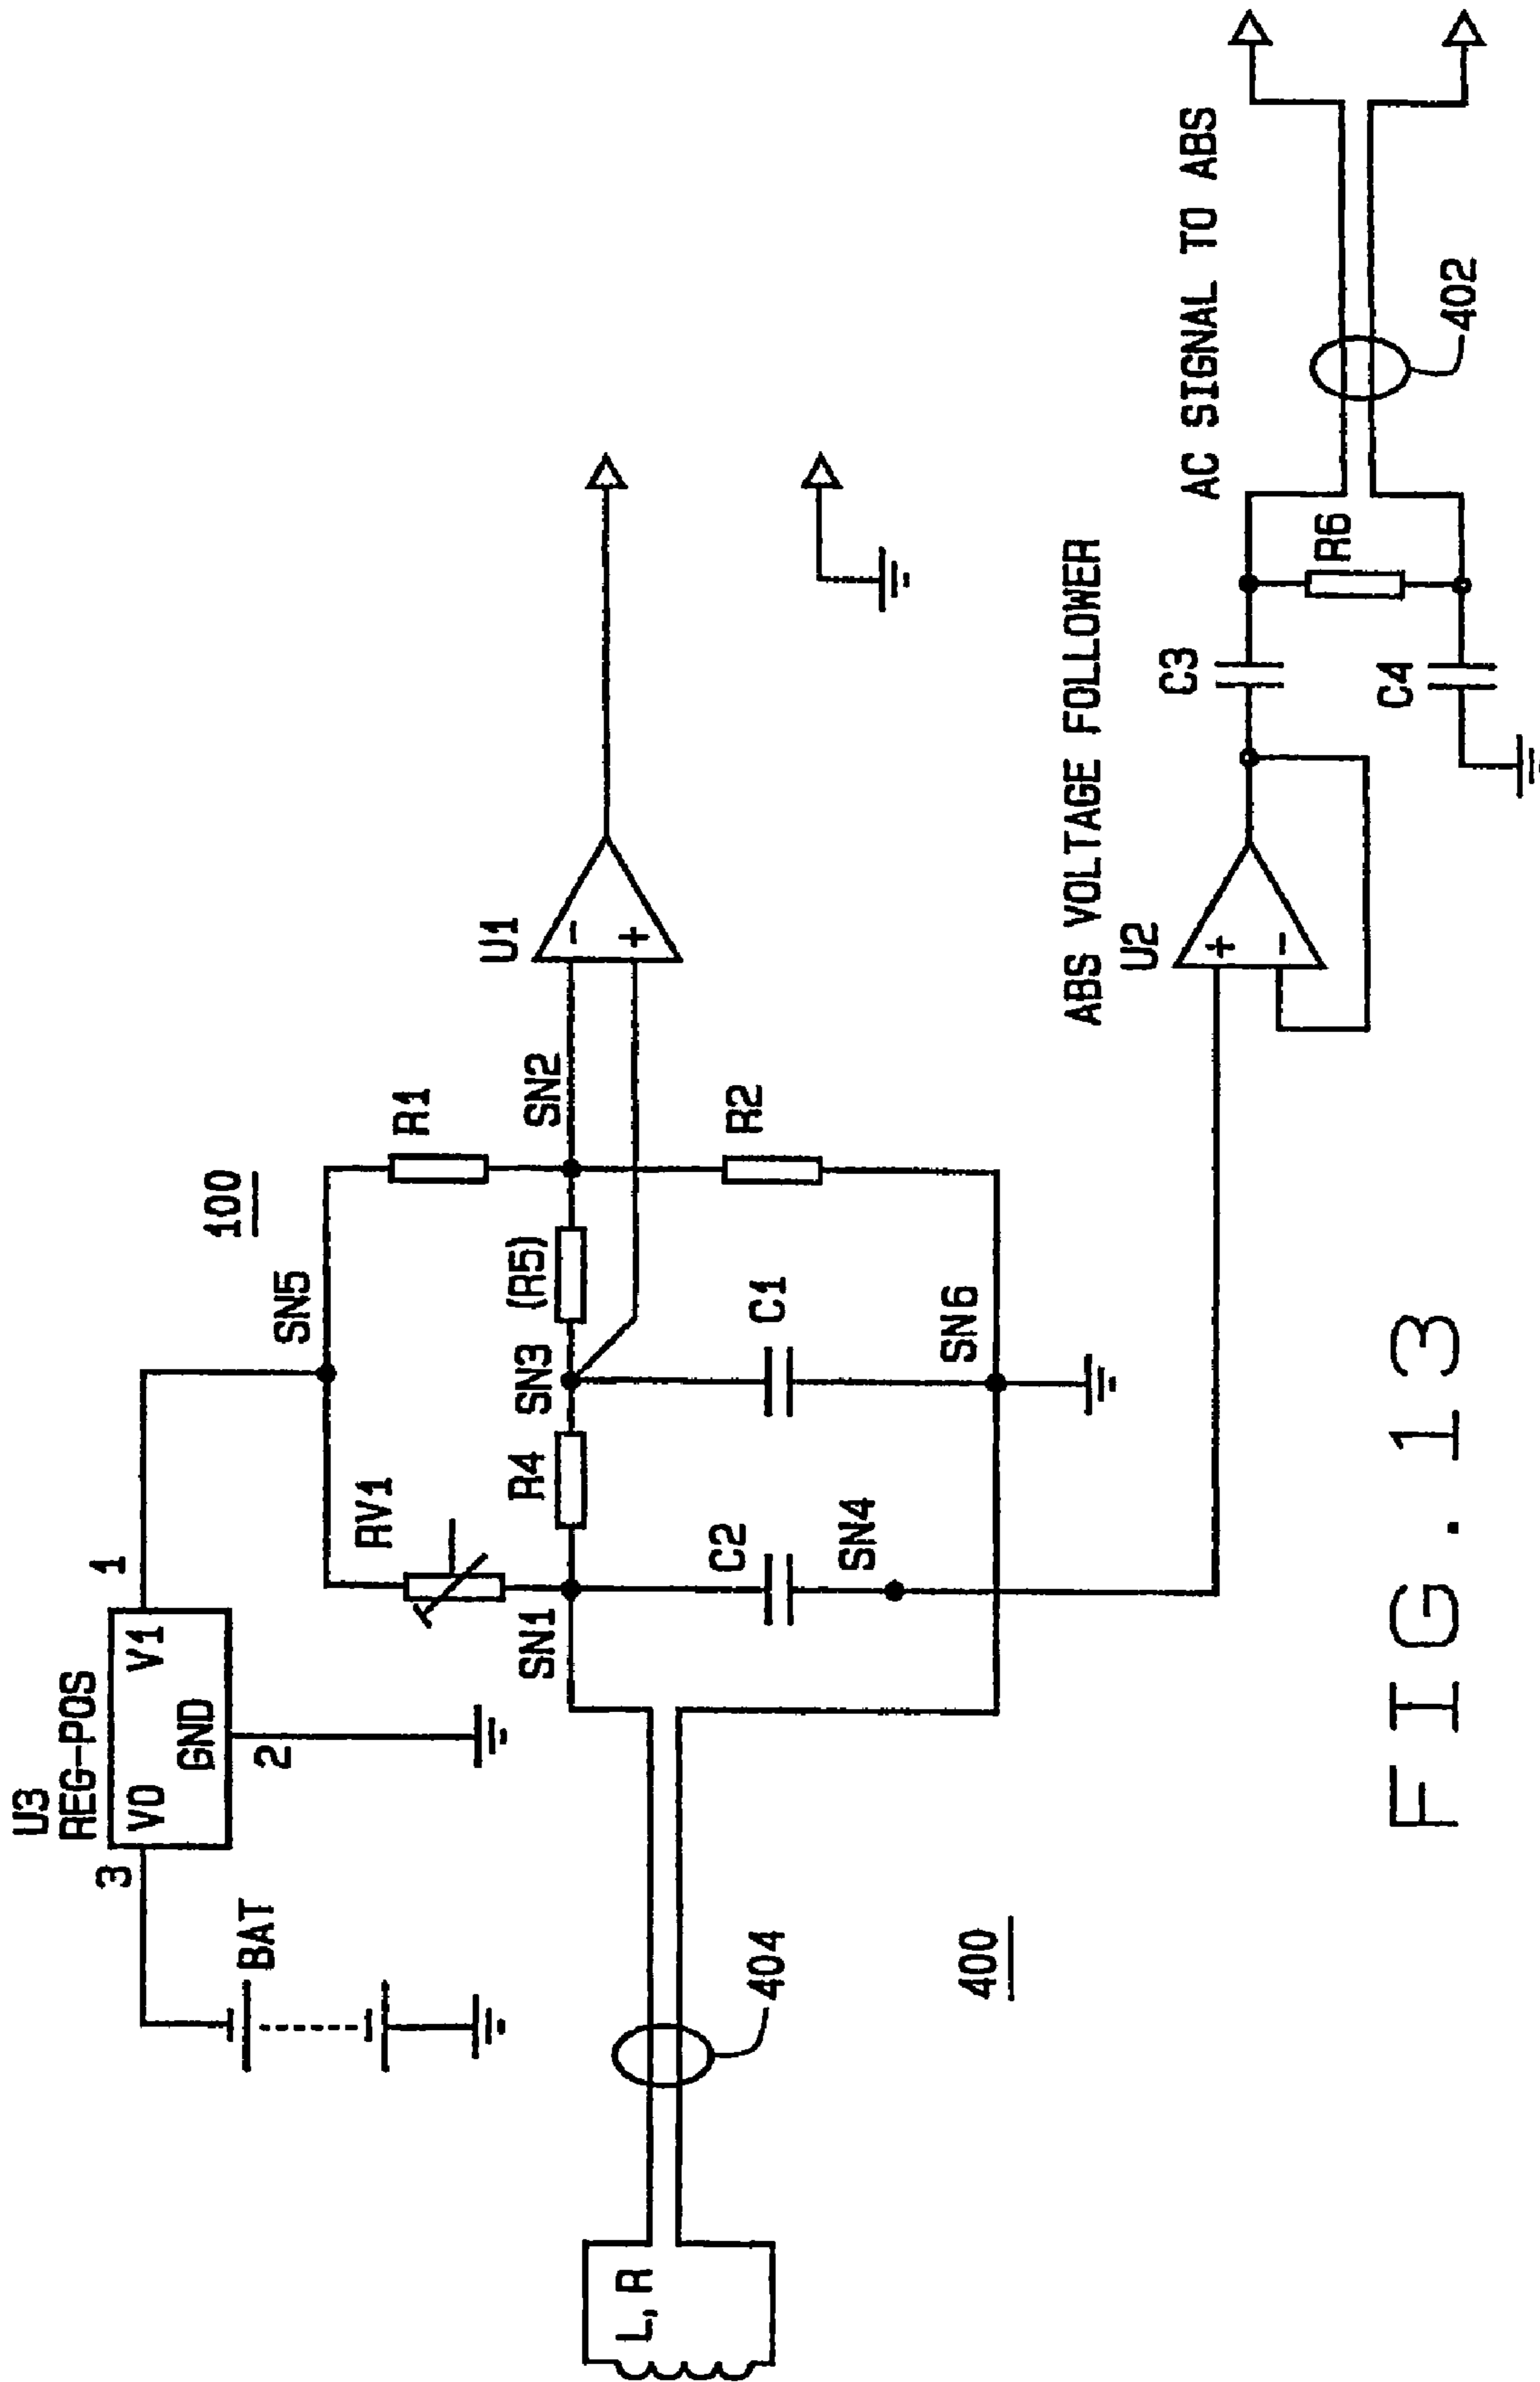 U3
REG-POS
3
VO
V1
1
GND
2
BAT
SN5
100
RV1
R1
SN1
R4
SN3
(R5)
SN2
U1
-
+
C2
C1
R2
SN4
SN6
L, R
404
400
ABS VOLTAGE FOLLOWER
U2
+
-
C3
C4
R6
AC SIGNAL TO ABS
402
FIG.13